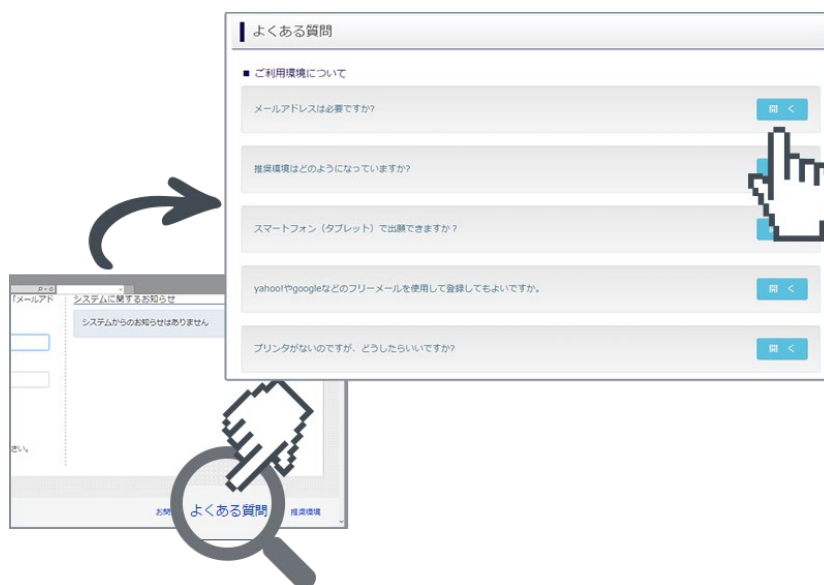 よくある質問
■ ご利用環境について
メールアドレスは必要ですか?
開 く
推奨環境はどのようになっていますか?
スマートフォン（タブレット）で出願できますか？
yahoo!やgoogleなどのフリーメールを使用して登録してもよいですか。
開 く
プリンタがないのですが、どうしたらいいですか?
開 く
「メールアド
システムに関するお知らせ
システムからのお知らせはありません
さい。
お問
よくある質問
推奨環境